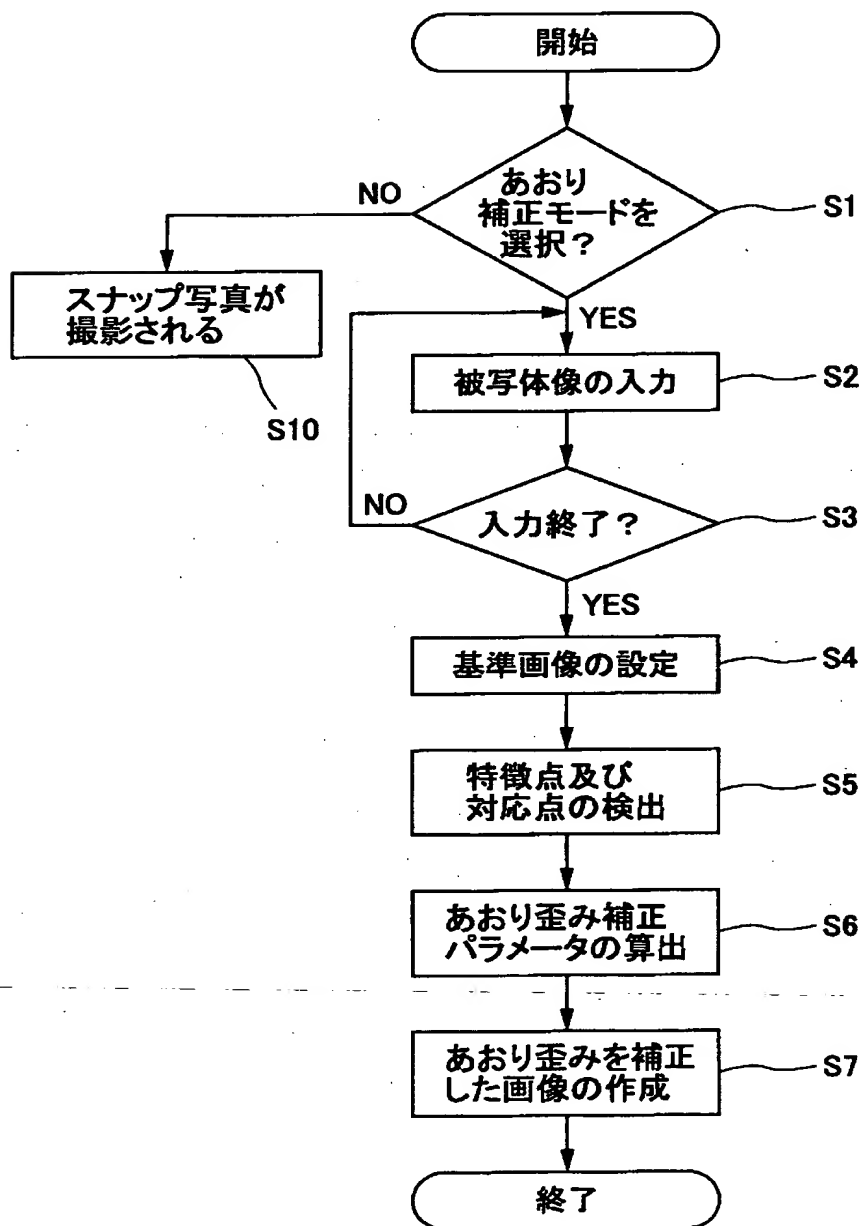 開始
あおり
補正モードを
選択？
S1
NO
YES
スナップ写真が
撮影される
S10
被写体像の入力
S2
入力終了？
S3
NO
YES
基準画像の設定
S4
特徴点及び
対応点の検出
S5
あおり歪み補正
パラメータの算出
S6
あおり歪みを補正
した画像の作成
S7
終了